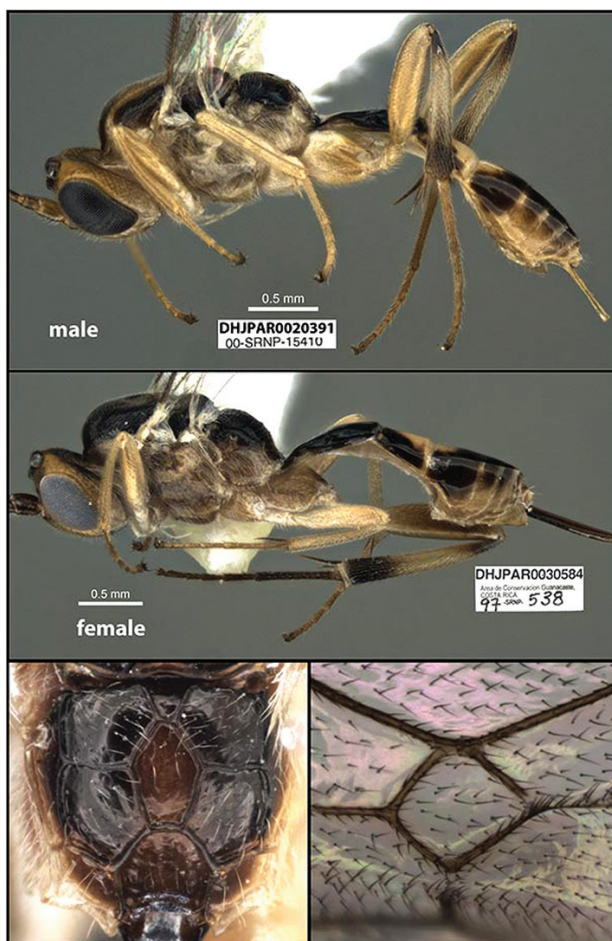 0.5 mm
male
DHJPAR0020391
00-SRNP-15410
0.5 mm
female
DHJPAR0030584
Area de Conservacion Guanacaste,
COSTA RICA.
97-SRNP- 538